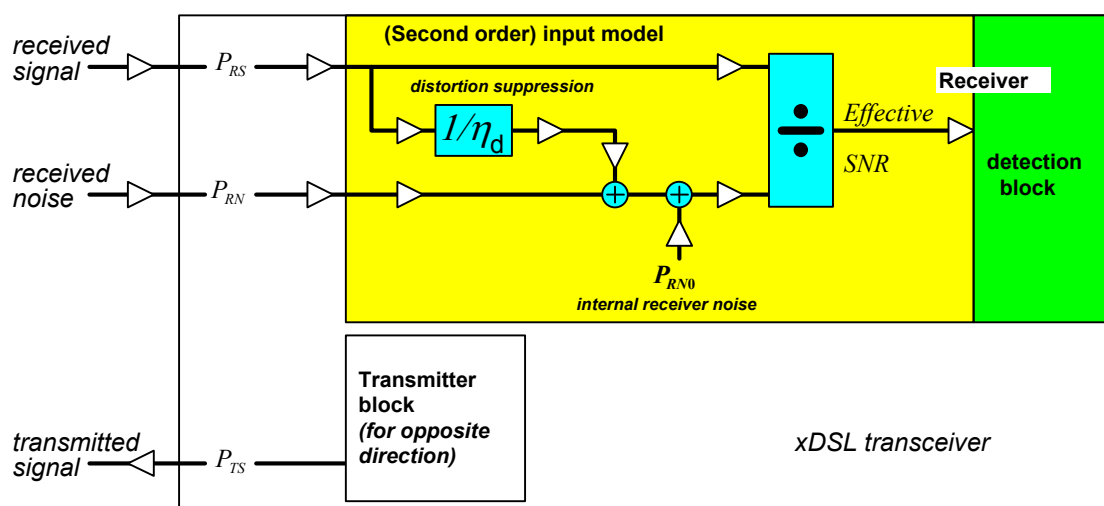 (Second order) input model
received
signal
P_RS
distortion suppression
1/η_d
Effective
SNR
Receiver
detection
block
received
noise
P_RN
P_RN0
internal receiver noise
Transmitter
block
(for opposite
direction)
transmitted
signal
P_TS
xDSL transceiver